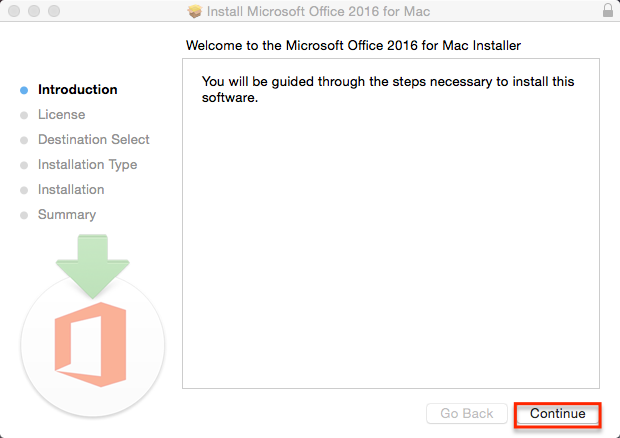 Install Microsoft Office 2016 for Mac
Welcome to the Microsoft Office 2016 for Mac Installer
Introduction
License
Destination Select
Installation Type
Installation
Summary
You will be guided through the steps necessary to install this
software.
Go Back
Continue